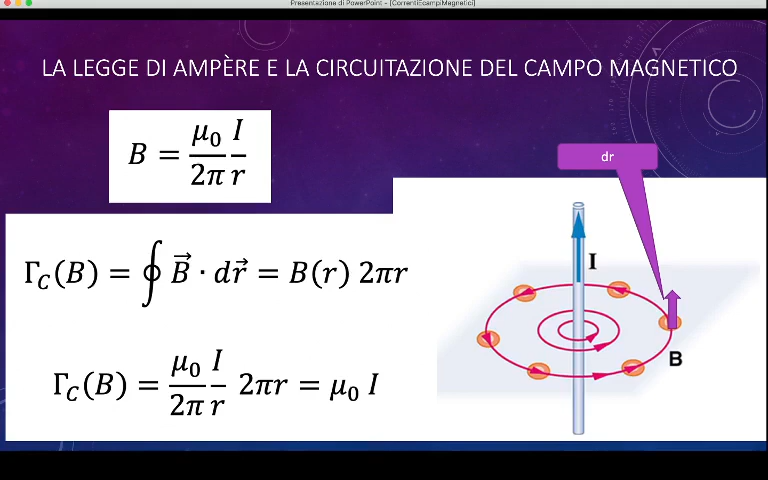 Presentazione di PowerPoint - [CorrentiEcampiMagnetici]
LA LEGGE DI AMPÈRE E LA CIRCUITAZIONE DEL CAMPO MAGNETICO
B = μ₀/2π I/r
dr
Γ_C(B) = ∮ B⃗ · dr⃗ = B(r) 2πr
I
B
Γ_C(B) = μ₀/2π I/r 2πr = μ₀ I